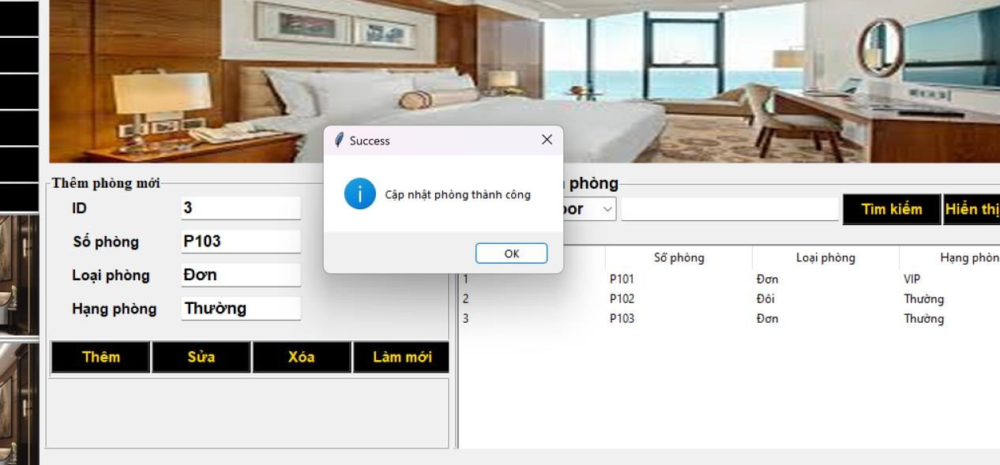 Success
Cập nhật phòng thành công
OK
Thêm phòng mới
ID
3
Số phòng
P103
Loại phòng
Đơn
Hạng phòng
Thường
Thêm
Sửa
Xóa
Làm mới
phòng
Tìm kiếm
Hiển thị
Số phòng
Loại phòng
Hạng phòn
1 P101 Đơn VIP
2 P102 Đôi Thường
3 P103 Đơn Thường